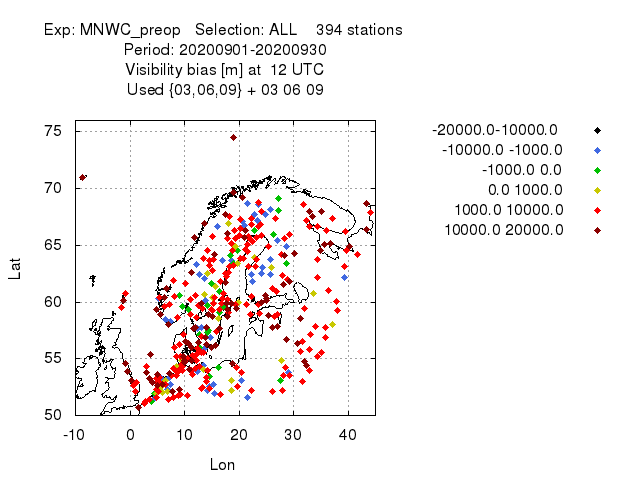 Exp: MNWC_preop Selection: ALL 394 stations
Period: 20200901-20200930
Visibility bias [m] at 12 UTC
Used {03,06,09} + 03 06 09
-20000.0-10000.0
-10000.0 -1000.0
-1000.0 0.0
0.0 1000.0
1000.0 10000.0
10000.0 20000.0
75
70
65
60
55
50
Lat
-10 0 10 20 30 40
Lon